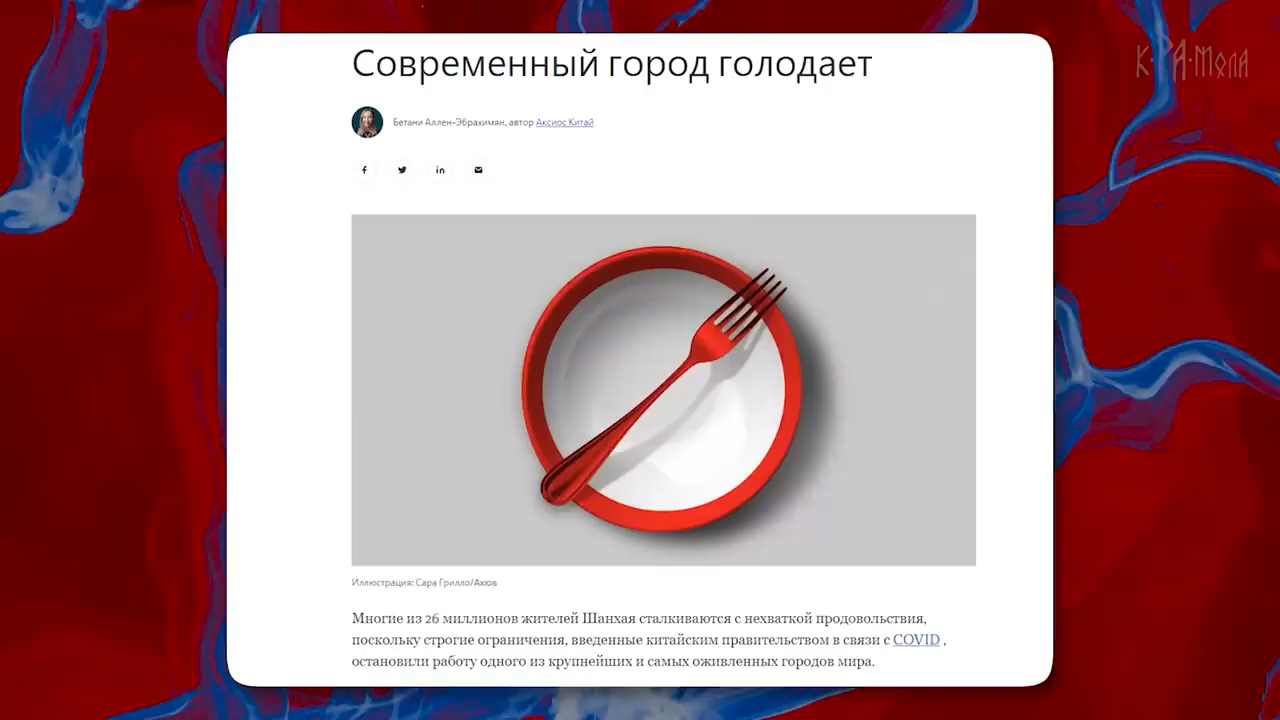 к·РА·Мола
Современный город голодает
Бетани Аллен-Эбрахимян, автор Аксиос Китай
Иллюстрация: Сара Грилло/Axios
Многие из 26 миллионов жителей Шанхая сталкиваются с нехваткой продовольствия,
поскольку строгие ограничения, введенные китайским правительством в связи с COVID ,
остановили работу одного из крупнейших и самых оживленных городов мира.